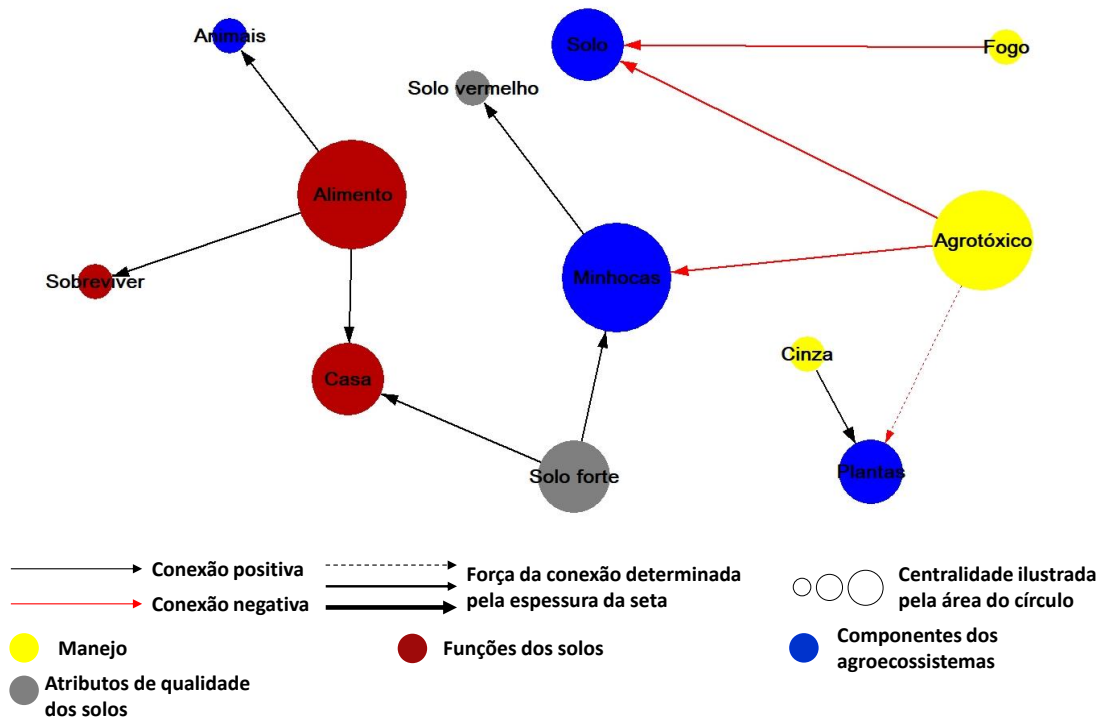 Animais
Solo
Fogo
Solo vermelho
Alimento
Agrotóxico
Sobreviver
Minhocas
Cinza
Casa
Solo forte
Plantas
Conexão positiva
Conexão negativa
Força da conexão determinada
pela espessura da seta
Centralidade ilustrada
pela área do círculo
Manejo
Funções dos solos
Componentes dos
agroecossistemas
Atributos de qualidade
dos solos